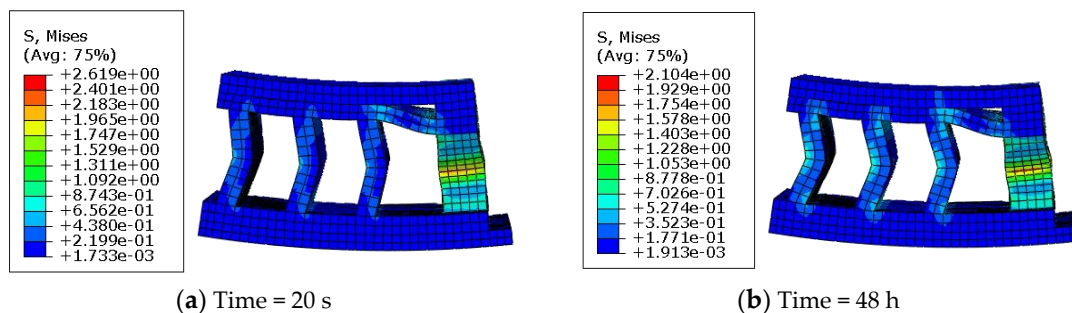 S, Mises
(Avg: 75%)
+2.619e+00
+2.401e+00
+2.183e+00
+1.965e+00
+1.747e+00
+1.529e+00
+1.311e+00
+1.092e+00
+8.743e-01
+6.562e-01
+4.380e-01
+2.199e-01
+1.733e-03
(a) Time = 20 s
S, Mises
(Avg: 75%)
+2.104e+00
+1.929e+00
+1.754e+00
+1.578e+00
+1.403e+00
+1.228e+00
+1.053e+00
+8.778e-01
+7.026e-01
+5.274e-01
+3.523e-01
+1.771e-01
+1.913e-03
(b) Time = 48 h